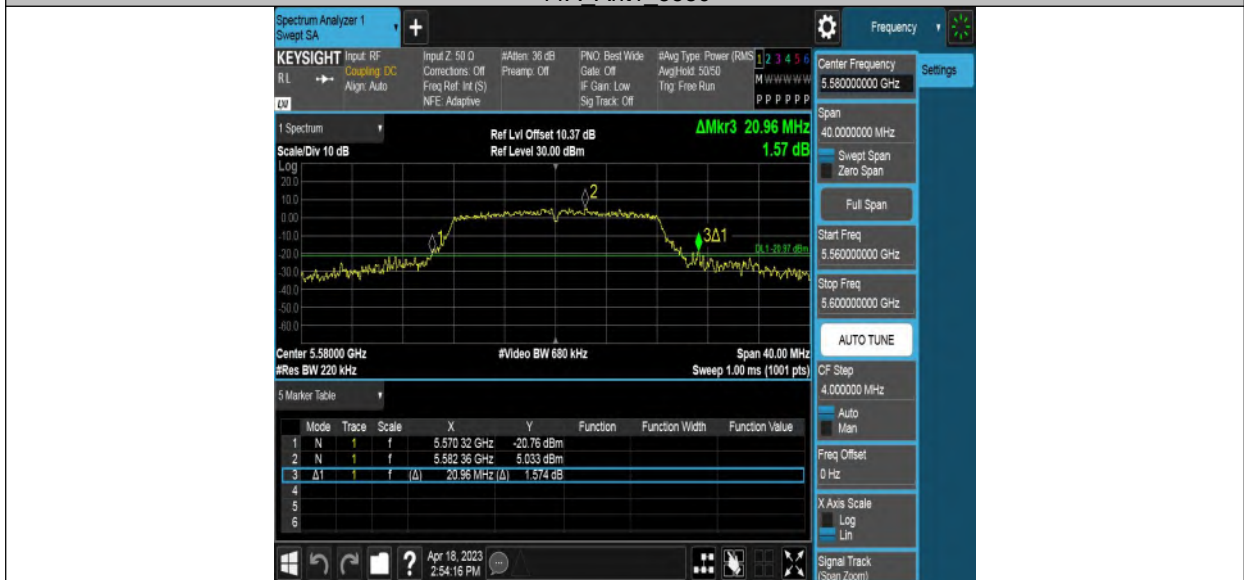 Spectrum Analyzer 1
Swept SA
+
Frequency
KEYSIGHT
RL
LXI
Input: RF
Coupling: DC
Align: Auto
Input Z: 50 Ω
Corrections: Off
Freq Ref: Int (S)
NFE: Adaptive
#Atten: 36 dB
Preamp: Off
PNO: Best Wide
Gate: Off
IF Gain: Low
Sig Track: Off
#Avg Type: Power (RMS
Avg|Hold: 50/50
Trig: Free Run
1 2 3 4 5 6
M W W W W W
P P P P P P
1 Spectrum
Scale/Div 10 dB
Ref Lvl Offset 10.37 dB
Ref Level 30.00 dBm
ΔMkr3 20.96 MHz
1.57 dB
Log
20.0
10.0
0.00
-10.0
-20.0
-30.0
-40.0
-50.0
-60.0
1
2
3Δ1
DL1 -20.97 dBm
Center 5.58000 GHz
#Res BW 220 kHz
#Video BW 680 kHz
Span 40.00 MHz
Sweep 1.00 ms (1001 pts)
5 Marker Table
Mode Trace Scale X Y Function Function Width Function Value
1 N 1 f 5.570 32 GHz -20.76 dBm
2 N 1 f 5.582 36 GHz 5.033 dBm
3 Δ1 1 f (Δ) 20.96 MHz (Δ) 1.574 dB
4
5
6
?
Apr 18, 2023
2:54:16 PM
Center Frequency
5.580000000 GHz
Span
40.0000000 MHz
Swept Span
Zero Span
Full Span
Start Freq
5.560000000 GHz
Stop Freq
5.600000000 GHz
AUTO TUNE
CF Step
4.000000 MHz
Auto
Man
Freq Offset
0 Hz
X Axis Scale
Log
Lin
Signal Track
(Span Zoom)
Settings